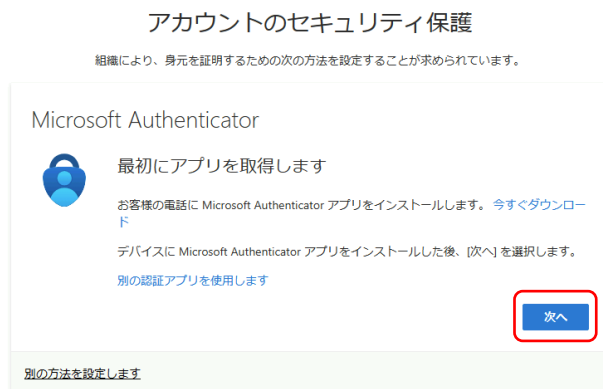 アカウントのセキュリティ保護
組織により、身元を証明するための次の方法を設定することが求められています。
Microsoft Authenticator
最初にアプリを取得します
お客様の電話に Microsoft Authenticator アプリをインストールします。 今すぐダウンロー
ド
デバイスに Microsoft Authenticator アプリをインストールした後、[次へ] を選択します。
別の認証アプリを使用します
次へ
別の方法を設定します